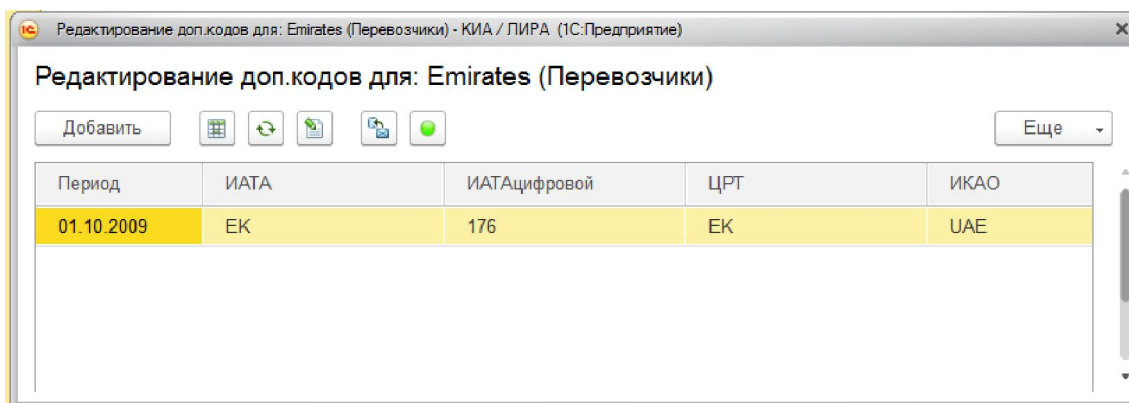 Редактирование доп.кодов для: Emirates (Перевозчики) - КИА / ЛИРА (1С:Предприятие)
Редактирование доп.кодов для: Emirates (Перевозчики)
Добавить Еще
Период ИАТА ИАТАцифровой ЦРТ ИКАО
01.10.2009 EK 176 EK UAE